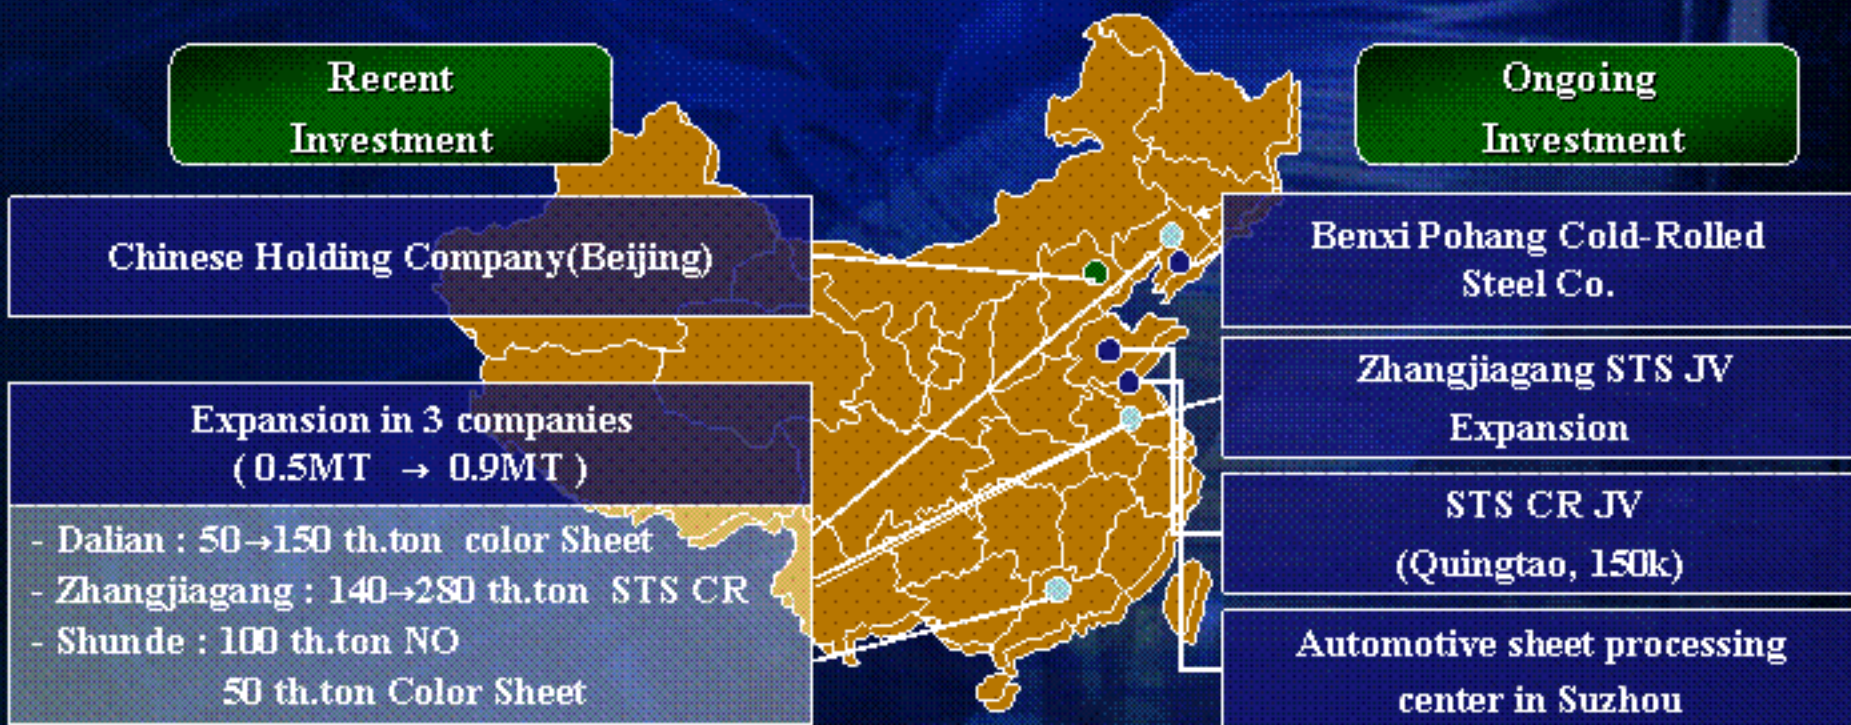 Recent
Investment
Chinese Holding Company(Beijing)
Expansion in 3 companies
( 0.5MT → 0.9MT )
- Dalian : 50→150 th.ton color Sheet
- Zhangjiagang : 140→280 th.ton STS CR
- Shunde : 100 th.ton NO
50 th.ton Color Sheet
Ongoing
Investment
Benxi Pohang Cold-Rolled
Steel Co.
Zhangjiagang STS JV
Expansion
STS CR JV
(Quingtao, 150k)
Automotive sheet processing
center in Suzhou